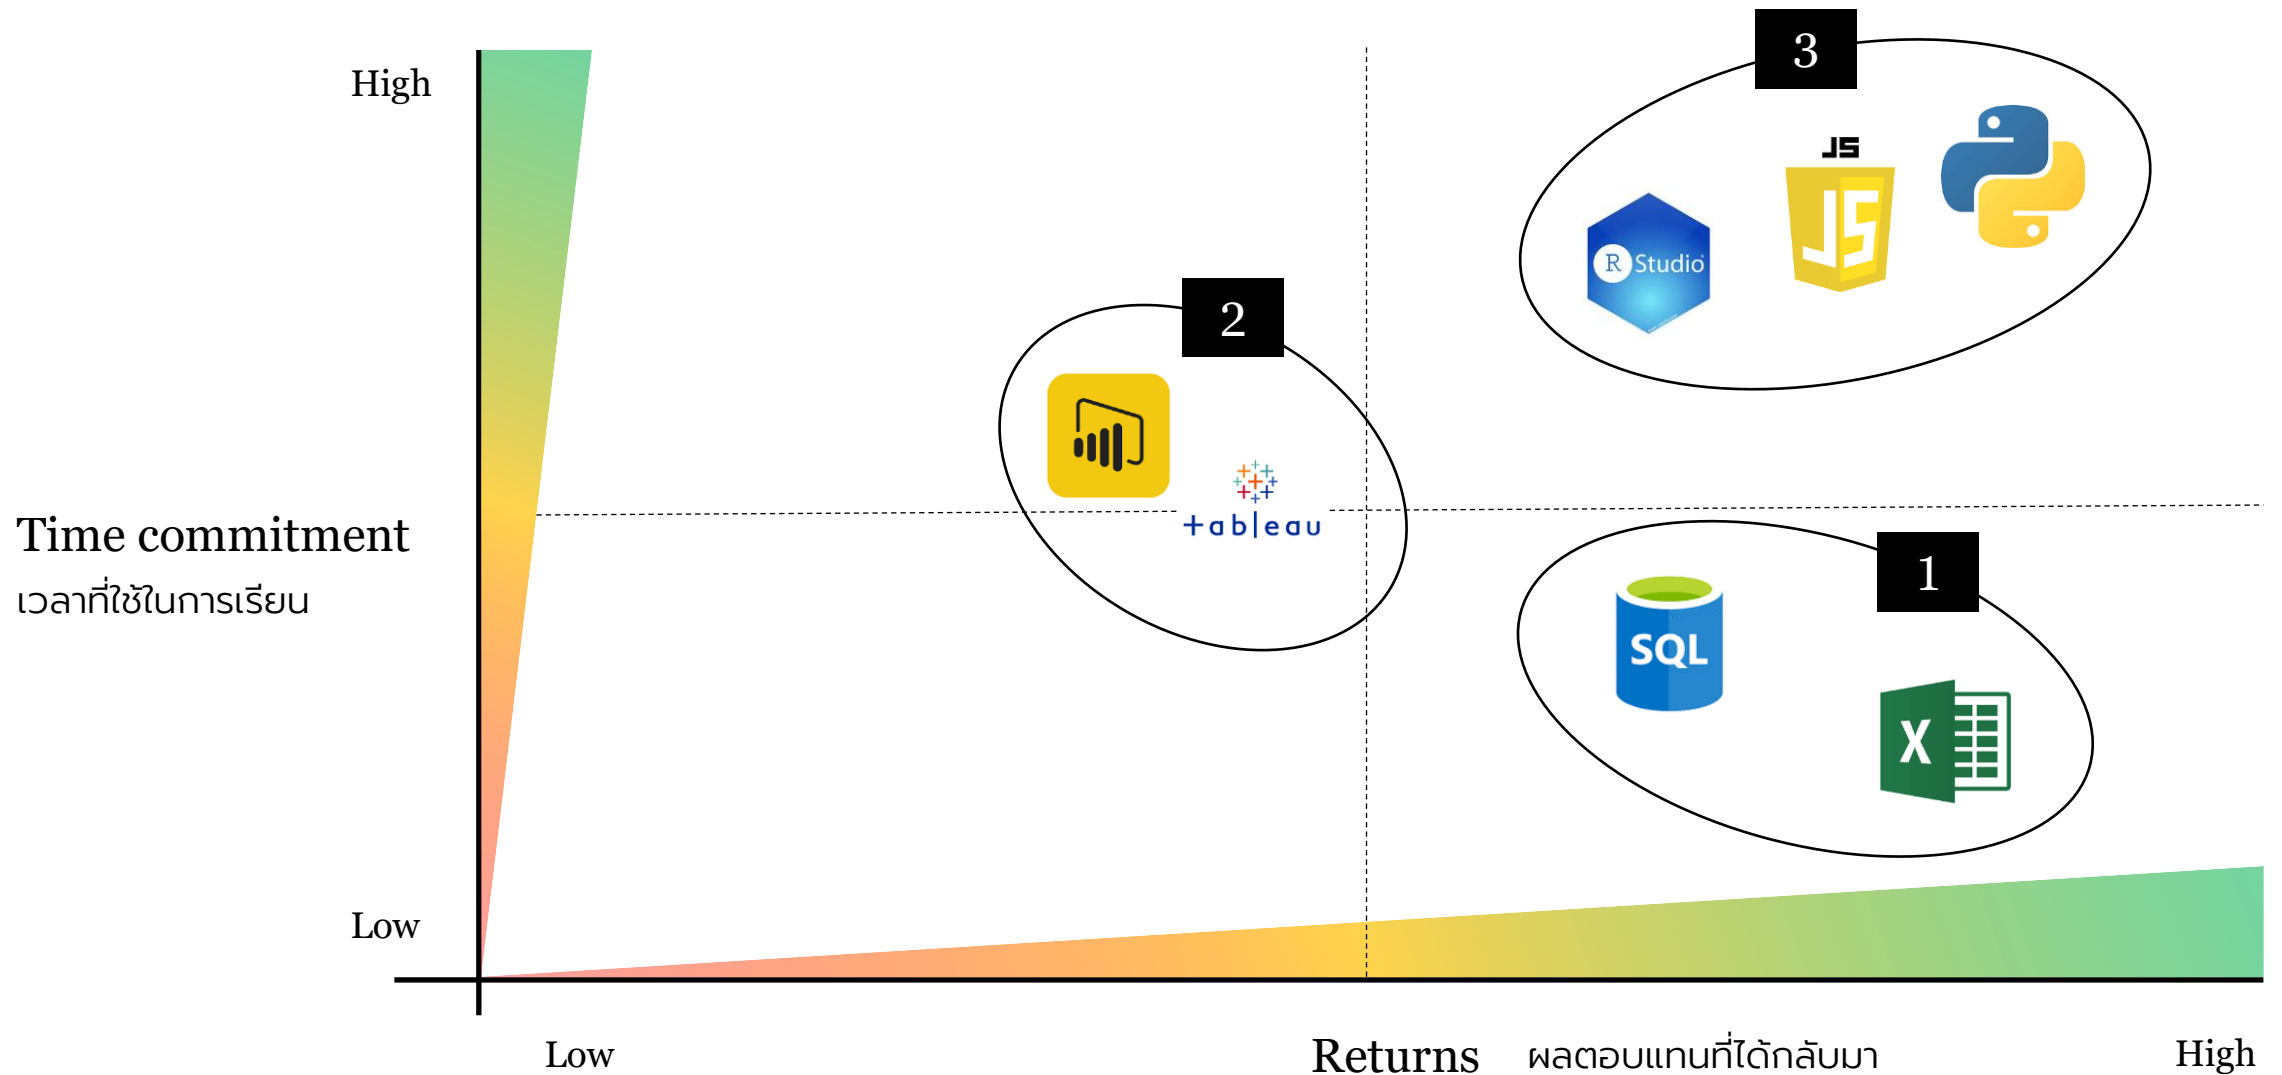 High
3
JS
JS
R Studio
2
+ableau
Time commitment
เวลาที่ใช้ในการเรียน
1
SQL
X
Low
Low
Returns ผลตอบแทนที่ได้กลับมา
High